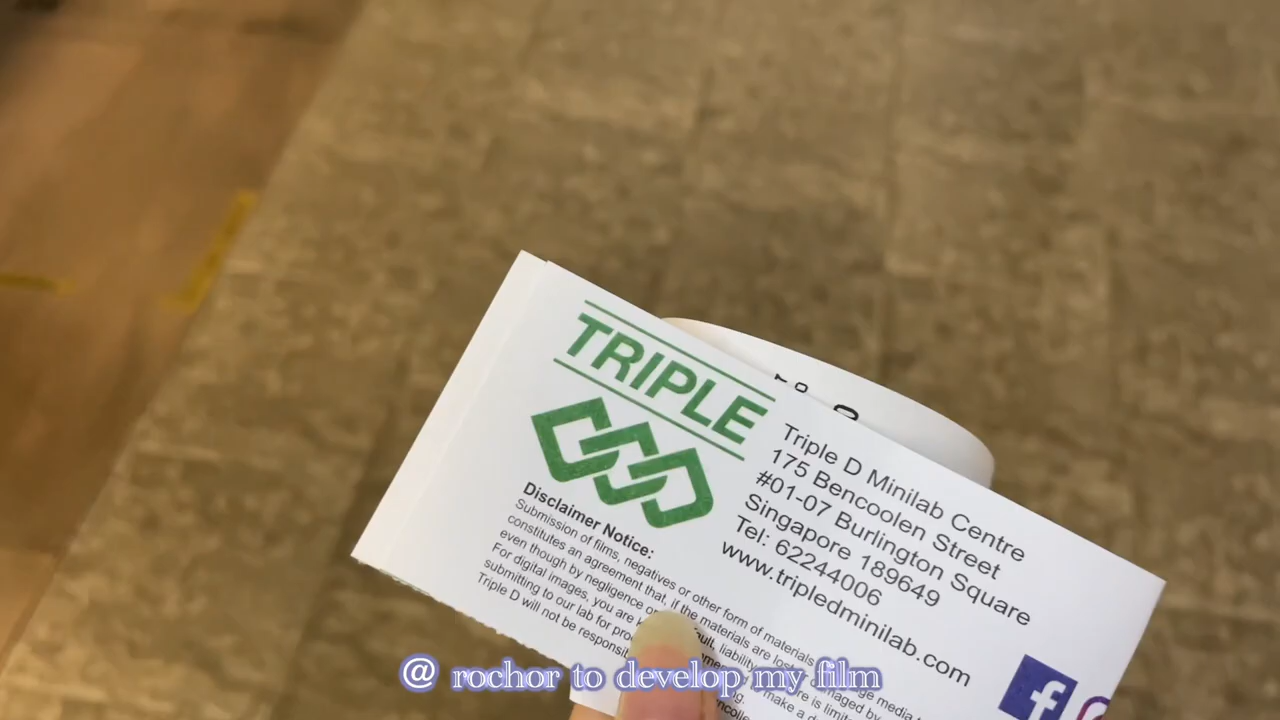 TRIPLE
Triple D Minilab Centre
175 Bencoolen Street
#01-07 Burlington Square
Singapore 189649
Tel: 62244006
www.tripledminilab.com
Disclaimer Notice:
Submission of films, negatives or other form of materials
constitutes an agreement that, if the materials are lost
even though by negligence or
For digital images, you are
submitting to our lab for
Triple D will not be
@ rochor to develop my film